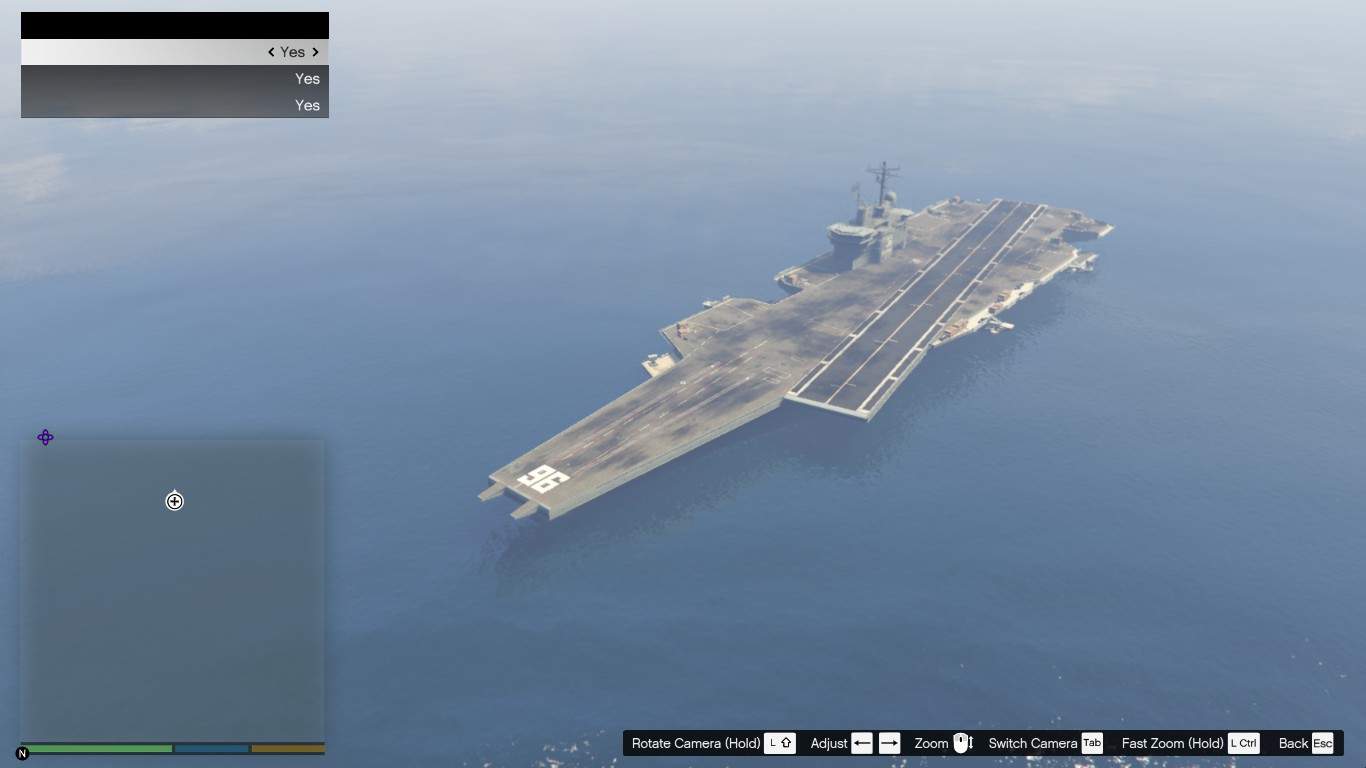 < Yes >
Yes
Yes
96
N
Rotate Camera (Hold) L ⇧ Adjust ← → Zoom Switch Camera Tab Fast Zoom (Hold) L Ctrl Back Esc